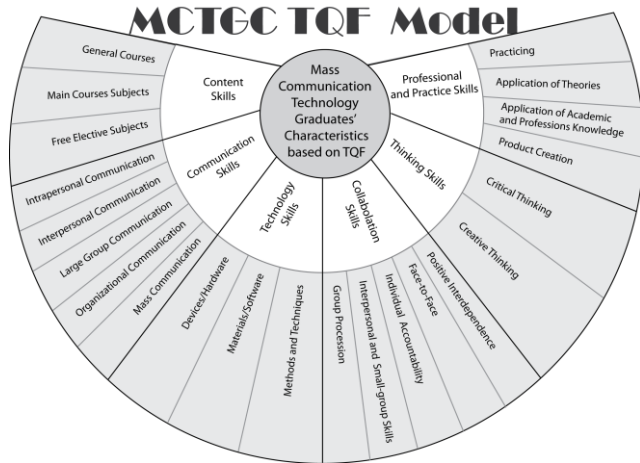 MCTGC TQF Model
Mass
Communication
Technology
Graduates'
Characteristics
based on TQF
Content
Skills
General Courses
Main Courses Subjects
Free Elective Subjects
Communication
Skills
Intrapersonal Communication
Interpersonal Communication
Large Group Communication
Organizational Communication
Mass Communication
Technology
Skills
Devices/Hardware
Materials/Software
Methods and Techniques
Collabolation
Skills
Group Procession
Interpersonal and Small-group Skills
Individual Accountability
Face-to-Face
Positive Interdependence
Thinking Skills
Creative Thinking
Critical Thinking
Professional
and Practice Skills
Practicing
Application of Theories
Application of Academic
and Professions Knowledge
Product Creation